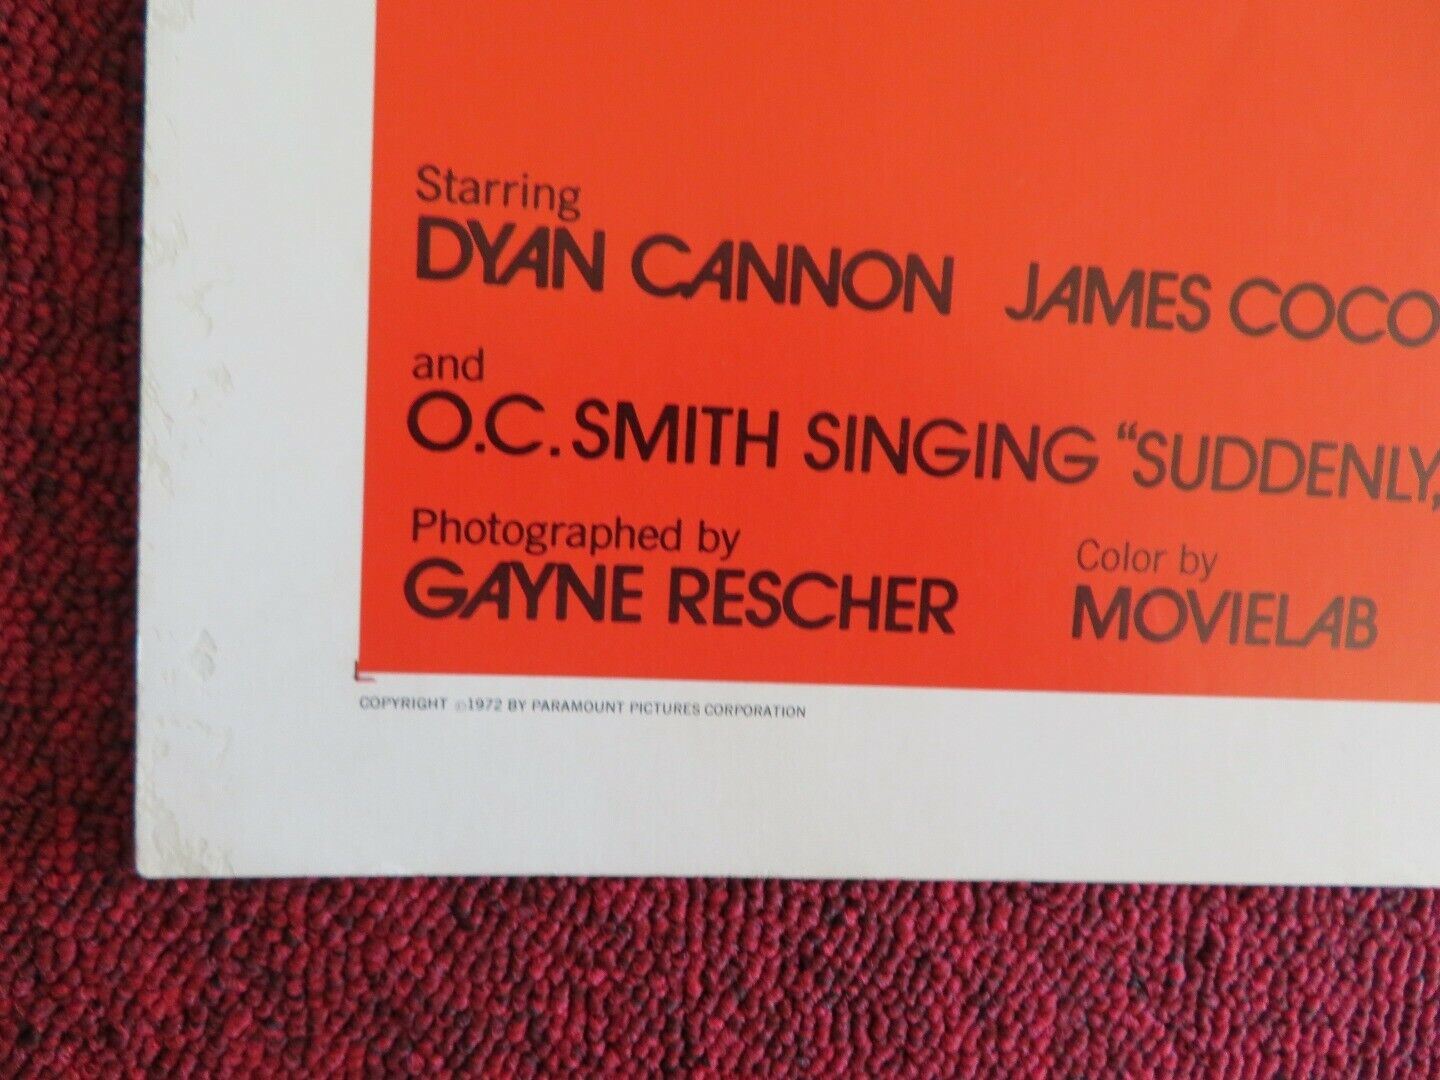 Starring
DYAN CANNON JAMES COCO
and
O.C. SMITH SINGING "SUDDENLY,
Photographed by Color by
GAYNE RESCHER MOVIELAB
COPYRIGHT ©1972 BY PARAMOUNT PICTURES CORPORATION